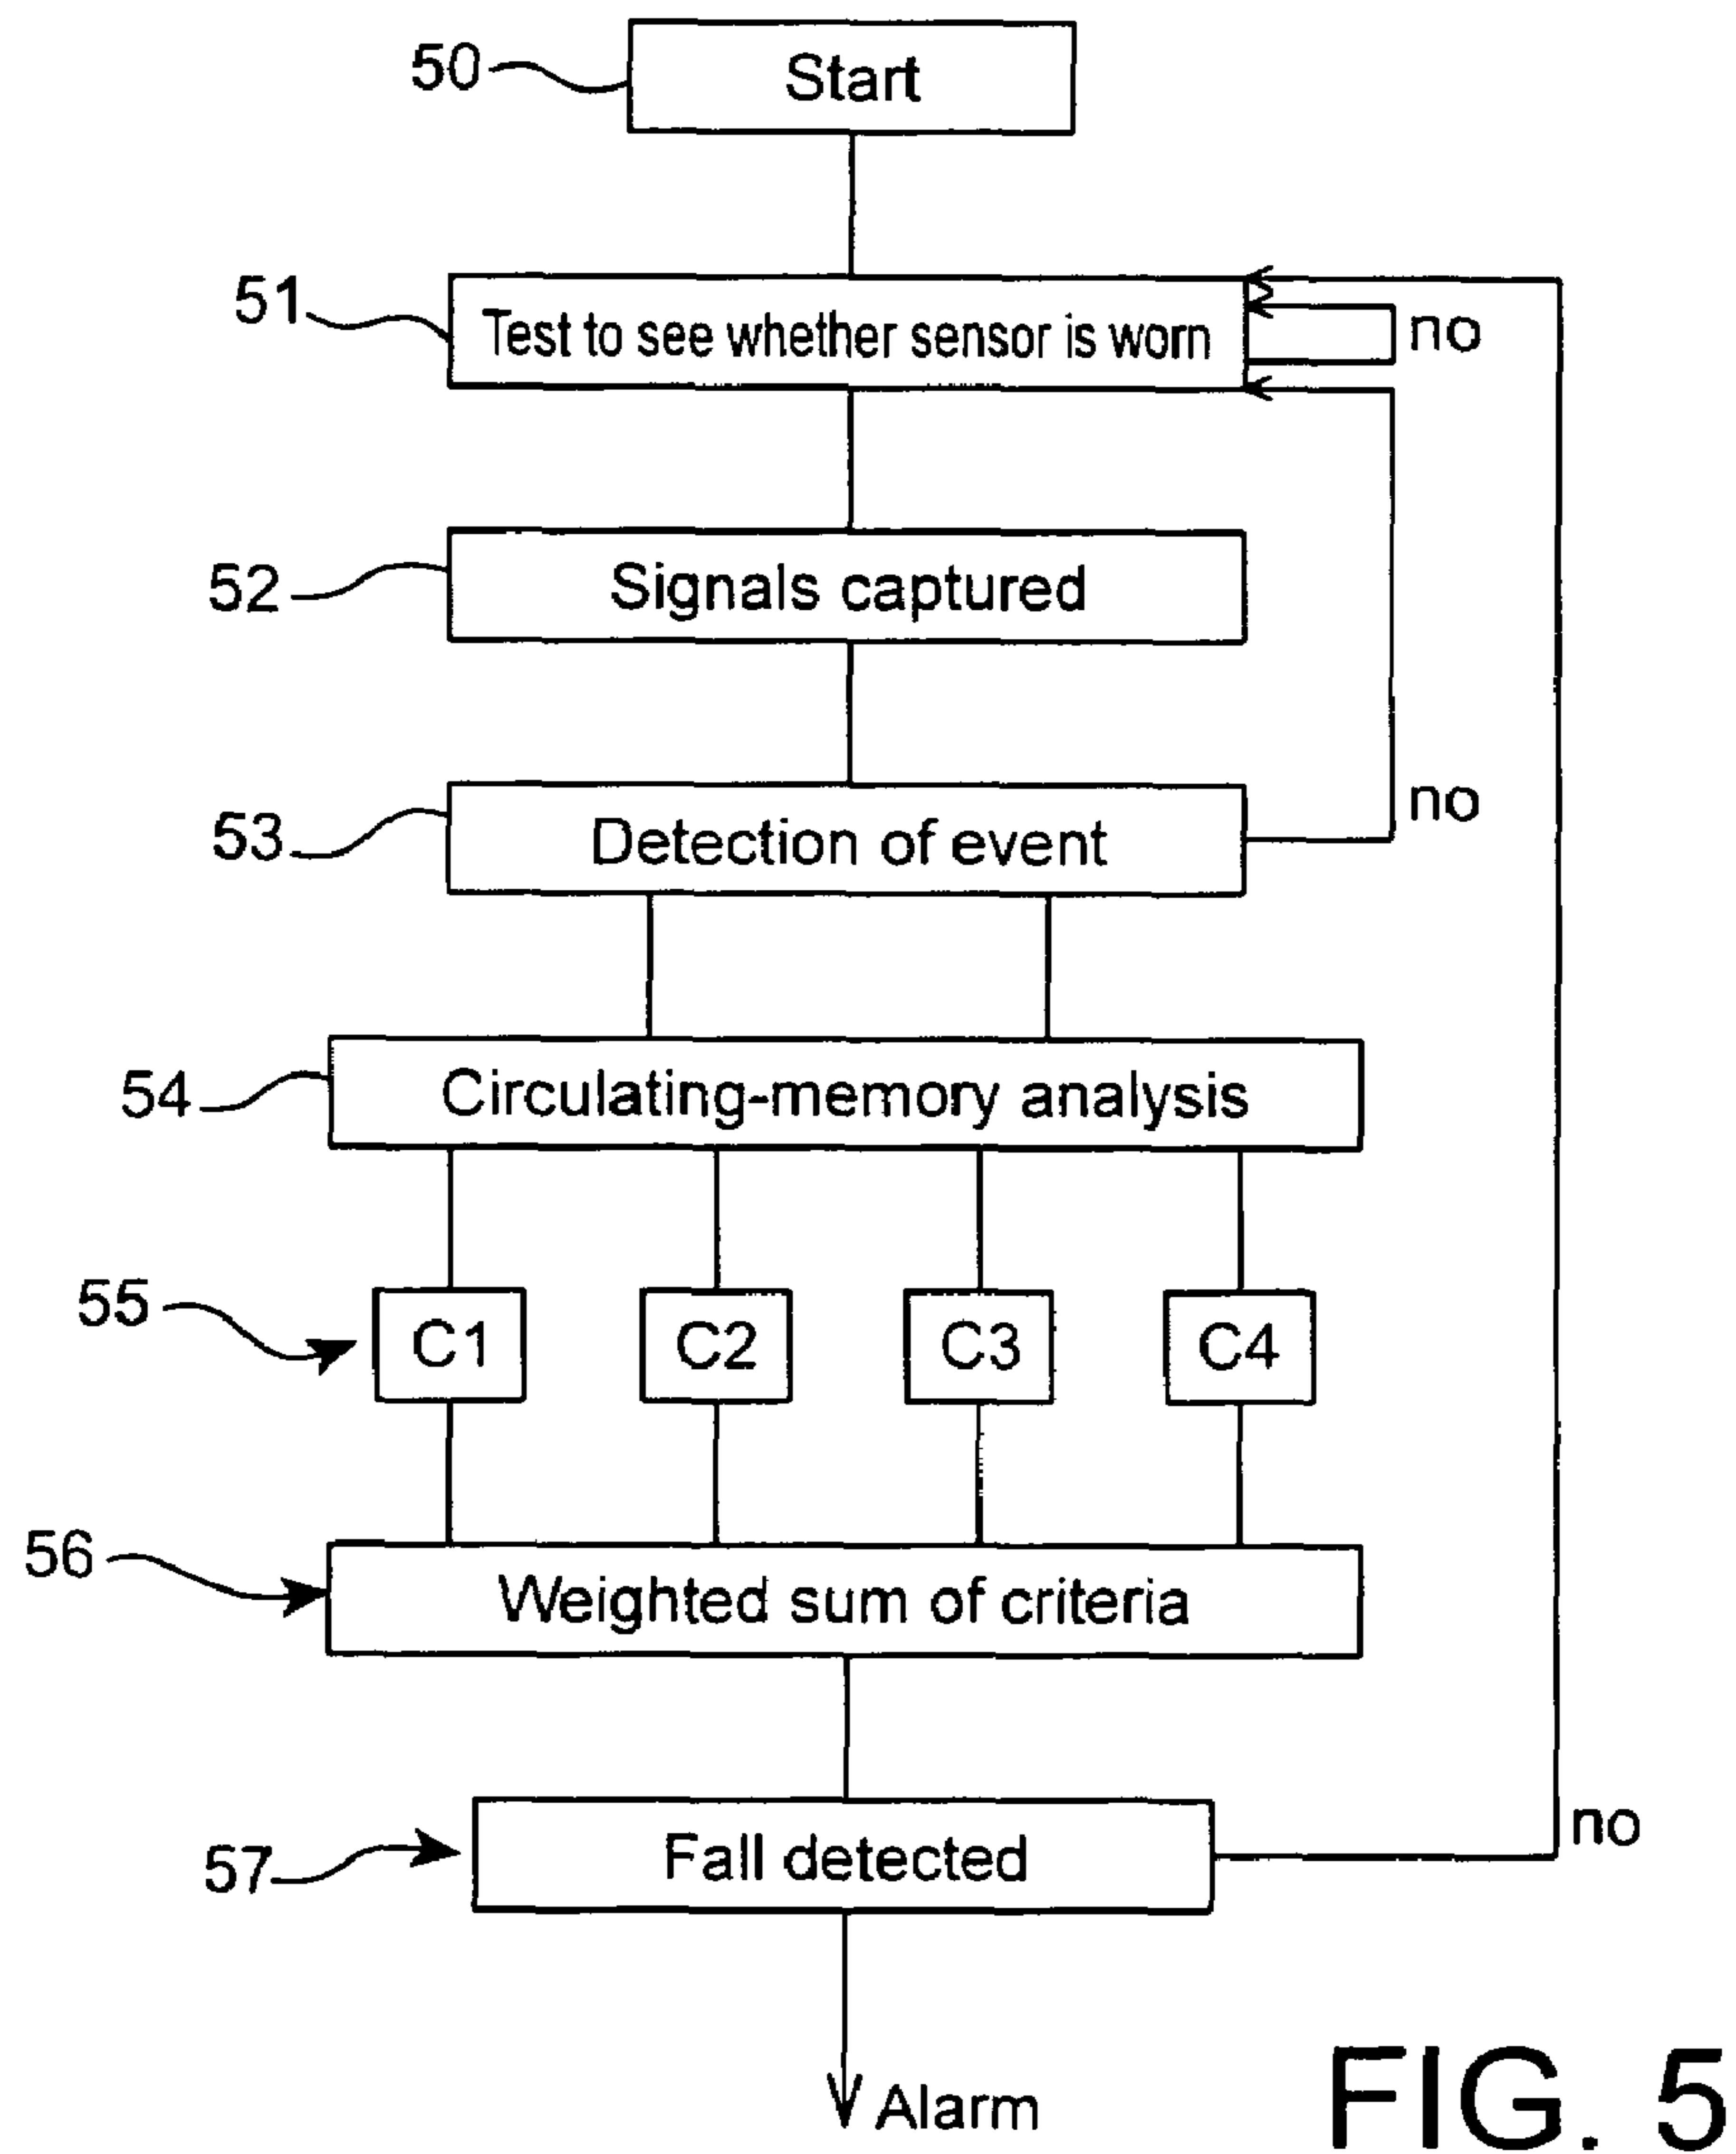 50 Start
51 Test to see whether sensor is worn no
52 Signals captured
53 Detection of event no
54 Circulating-memory analysis
55 C1 C2 C3 C4
56 Weighted sum of criteria
57 Fall detected no
Alarm
FIG. 5